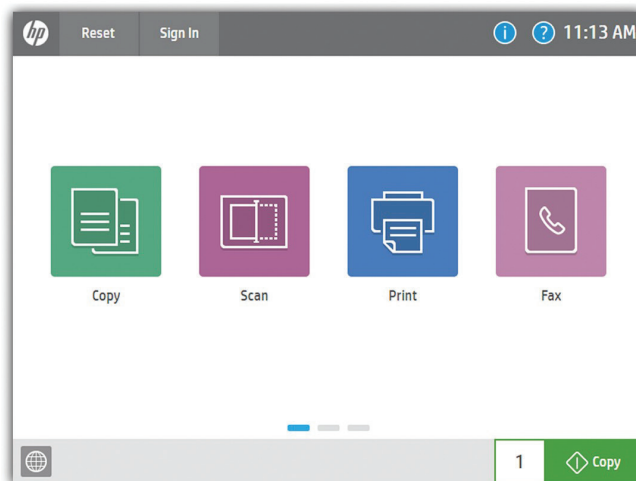 hp
Reset
Sign In
i
?
11:13 AM
Copy
Scan
Print
Fax
1
Copy